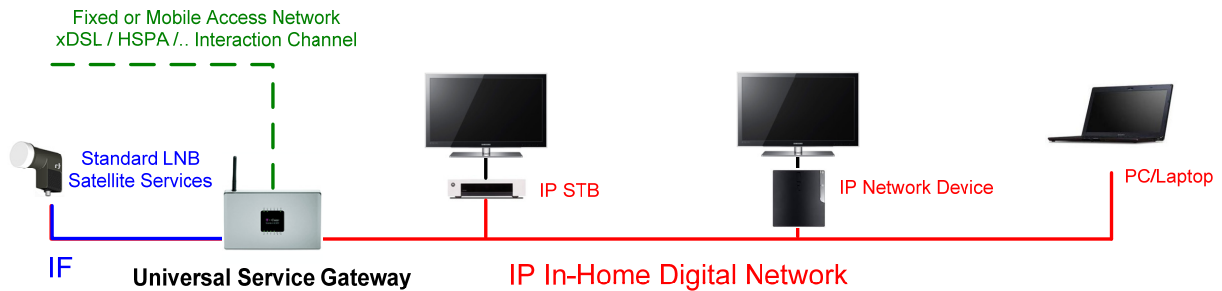 Fixed or Mobile Access Network
xDSL / HSPA /.. Interaction Channel
Standard LNB
Satellite Services
IP STB
IP Network Device
PC/Laptop
IF
Universal Service Gateway
IP In-Home Digital Network